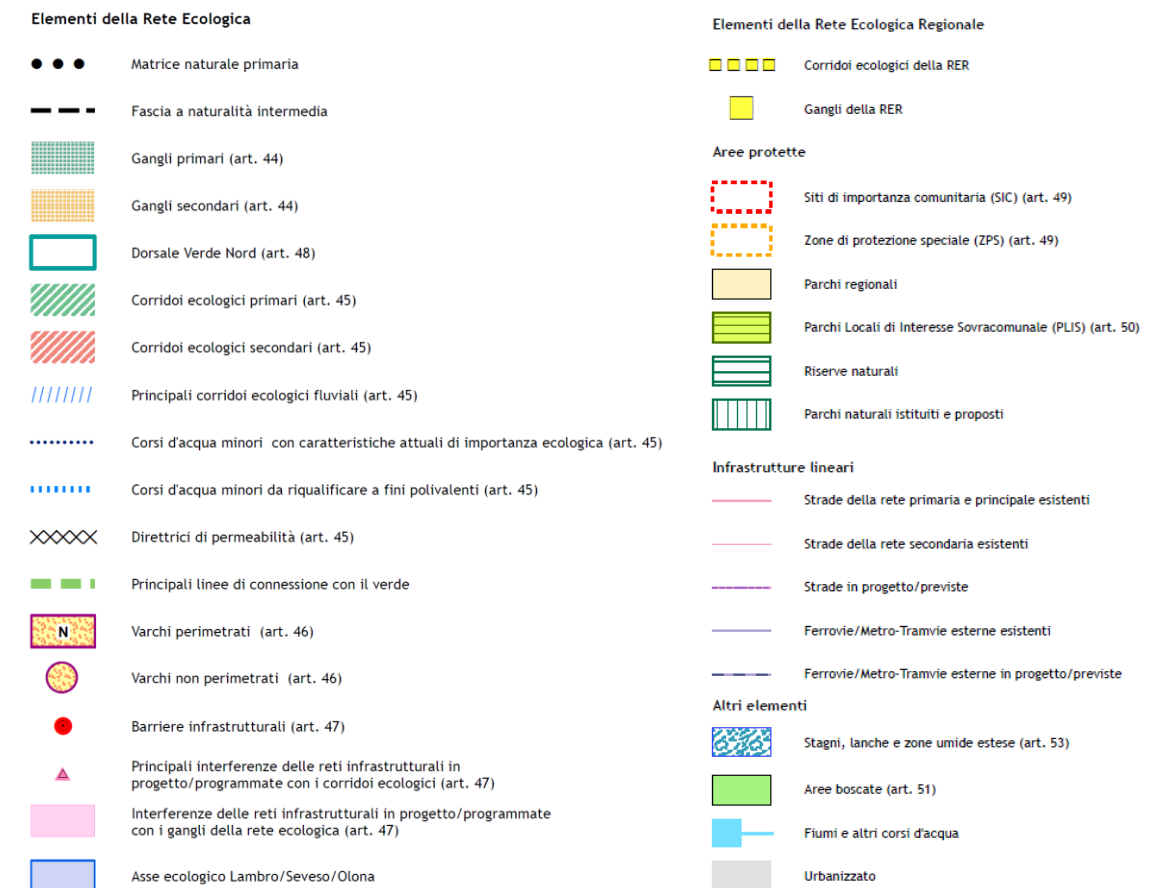 Elementi della Rete Ecologica
Matrice naturale primaria
Fascia a naturalità intermedia
Gangli primari (art. 44)
Gangli secondari (art. 44)
Dorsale Verde Nord (art. 48)
Corridoi ecologici primari (art. 45)
Corridoi ecologici secondari (art. 45)
Principali corridoi ecologici fluviali (art. 45)
Corsi d'acqua minori con caratteristiche attuali di importanza ecologica (art. 45)
Corsi d'acqua minori da riqualificare a fini polivalenti (art. 45)
Direttrici di permeabilità (art. 45)
Principali linee di connessione con il verde
N Varchi perimetrati (art. 46)
Varchi non perimetrati (art. 46)
Barriere infrastrutturali (art. 47)
Principali interferenze delle reti infrastrutturali in
progetto/programmate con i corridoi ecologici (art. 47)
Interferenze delle reti infrastrutturali in progetto/programmate
con i gangli della rete ecologica (art. 47)
Asse ecologico Lambro/Seveso/Olona
Elementi della Rete Ecologica Regionale
Corridoi ecologici della RER
Gangli della RER
Aree protette
Siti di importanza comunitaria (SIC) (art. 49)
Zone di protezione speciale (ZPS) (art. 49)
Parchi regionali
Parchi Locali di Interesse Sovracomunale (PLIS) (art. 50)
Riserve naturali
Parchi naturali istituiti e proposti
Infrastrutture lineari
Strade della rete primaria e principale esistenti
Strade della rete secondaria esistenti
Strade in progetto/previste
Ferrovie/Metro-Tramvie esterne esistenti
Ferrovie/Metro-Tramvie esterne in progetto/previste
Altri elementi
Stagni, lanche e zone umide estese (art. 53)
Aree boscate (art. 51)
Fiumi e altri corsi d'acqua
Urbanizzato